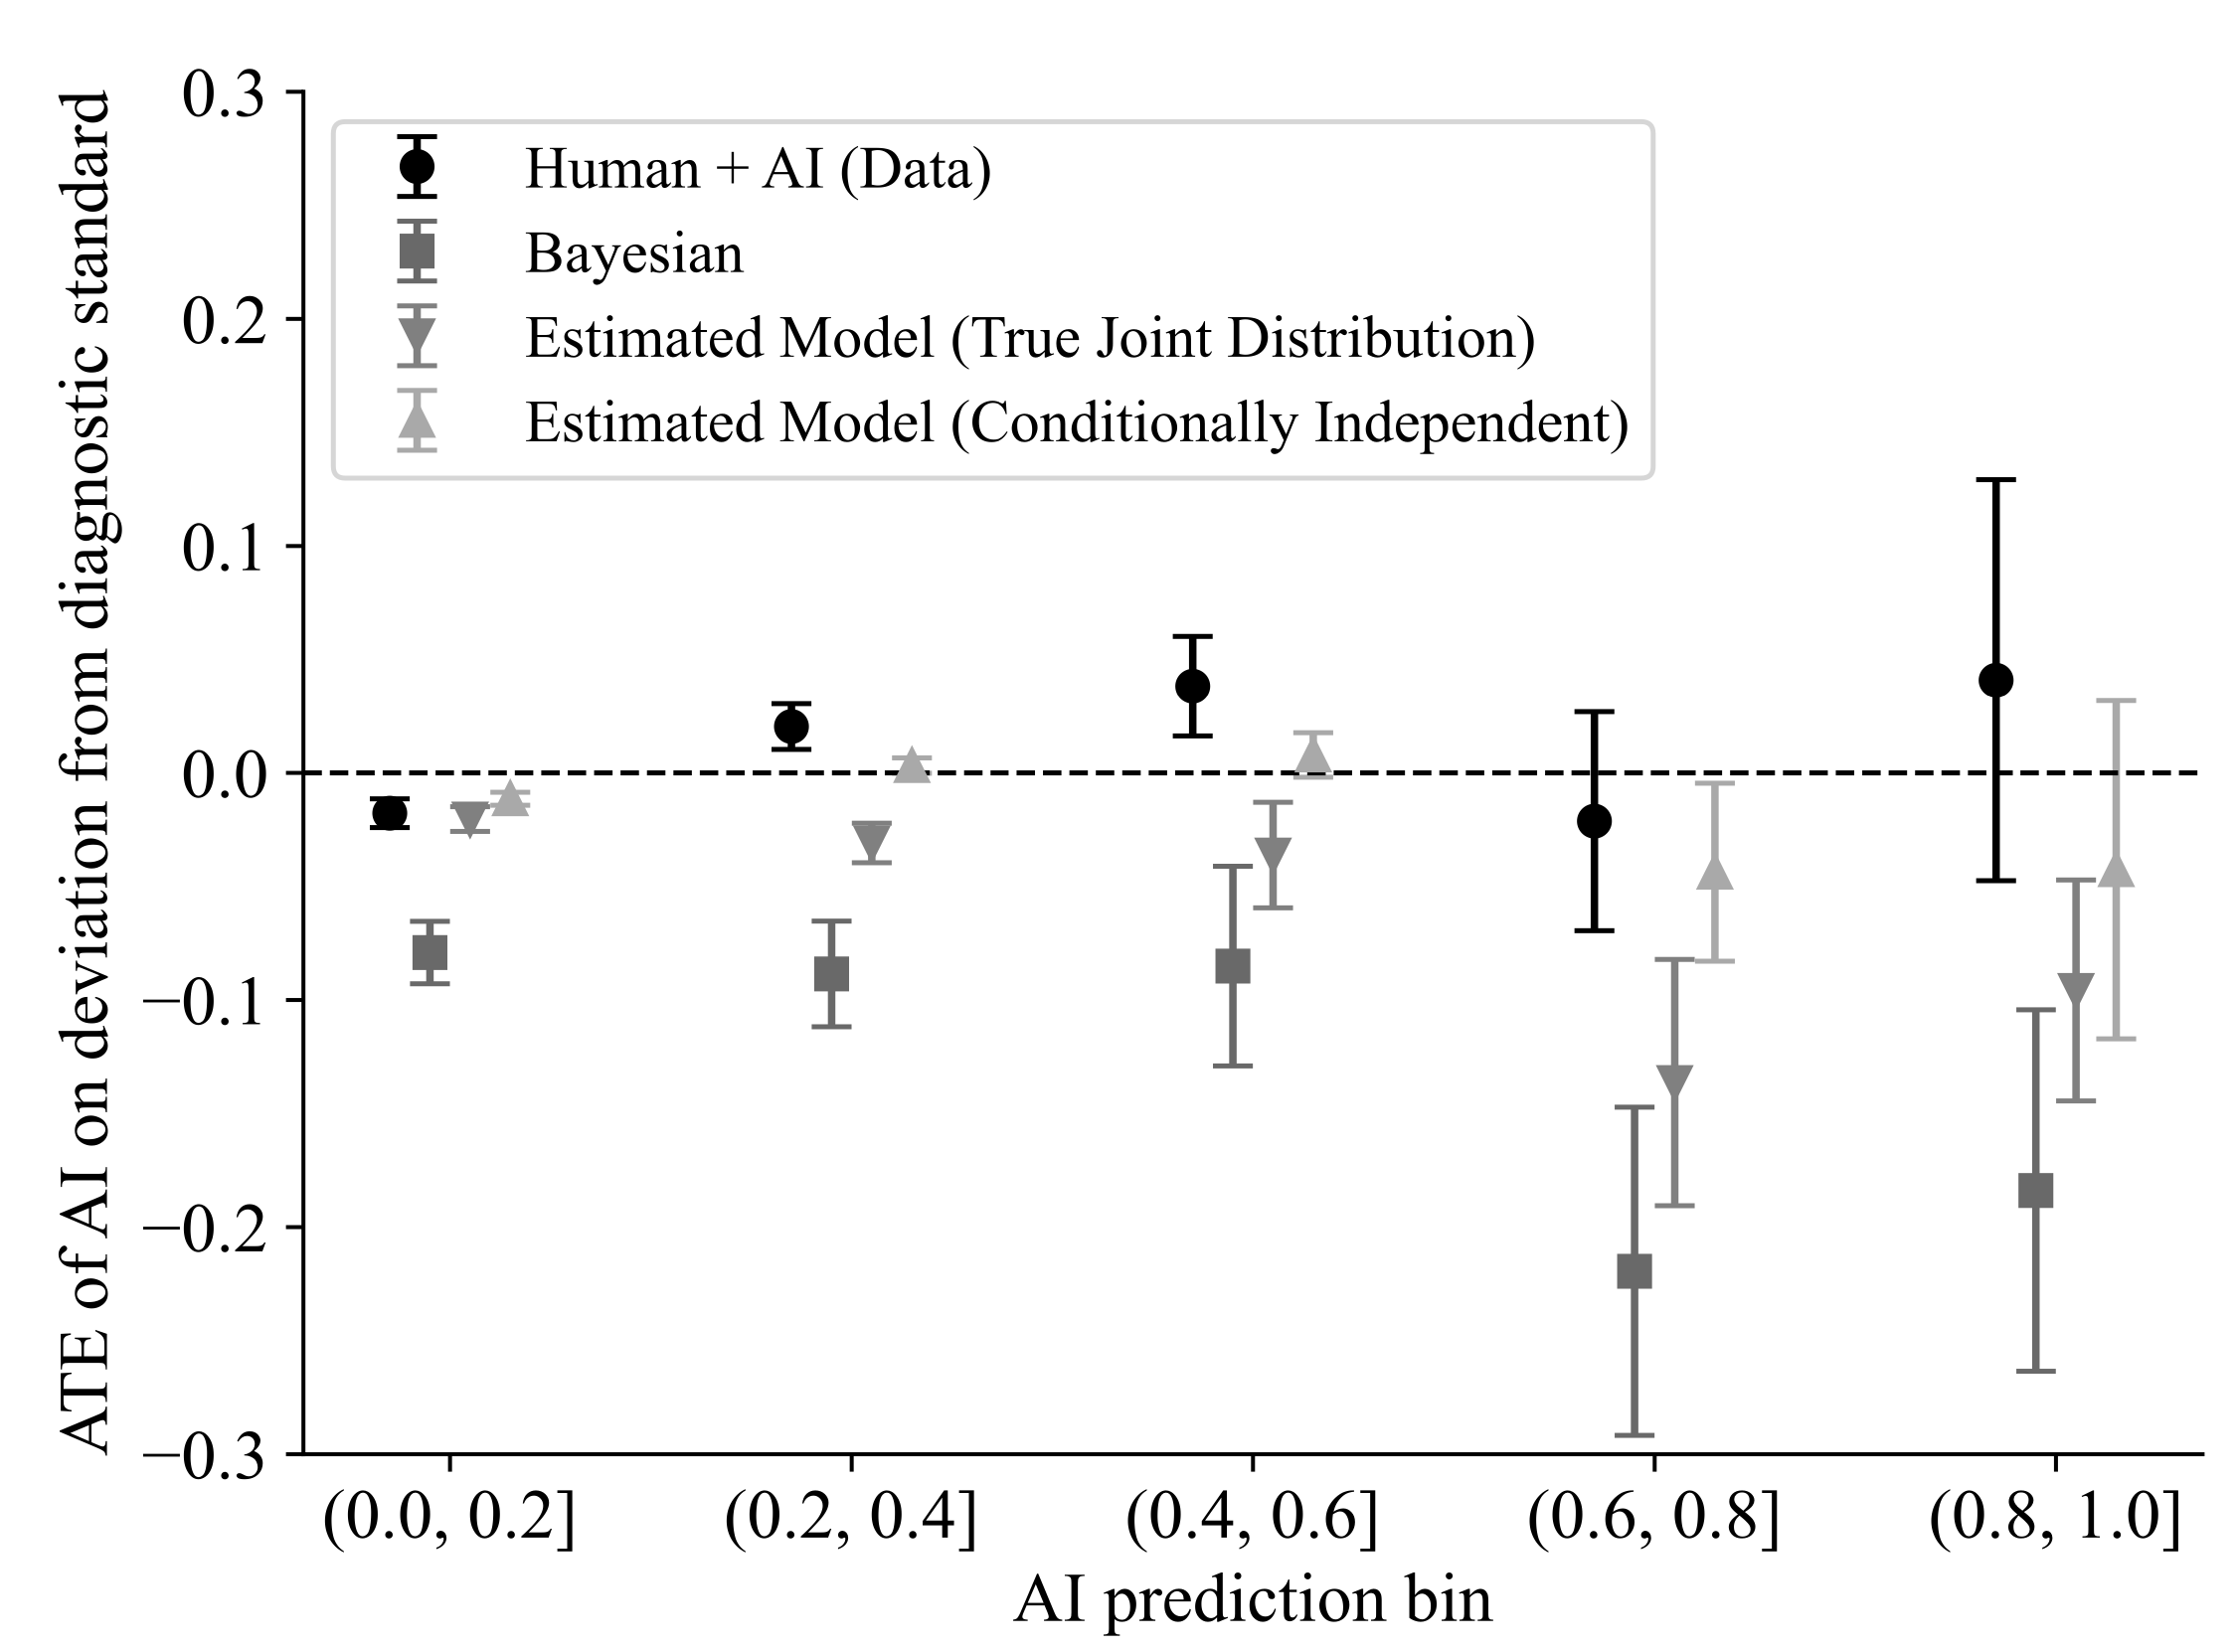 ATE of AI on deviation from diagnostic standard
0.3
0.2
0.1
0.0
−0.1
−0.2
−0.3
Human + AI (Data)
Bayesian
Estimated Model (True Joint Distribution)
Estimated Model (Conditionally Independent)
(0.0, 0.2] (0.2, 0.4] (0.4, 0.6] (0.6, 0.8] (0.8, 1.0]
AI prediction bin